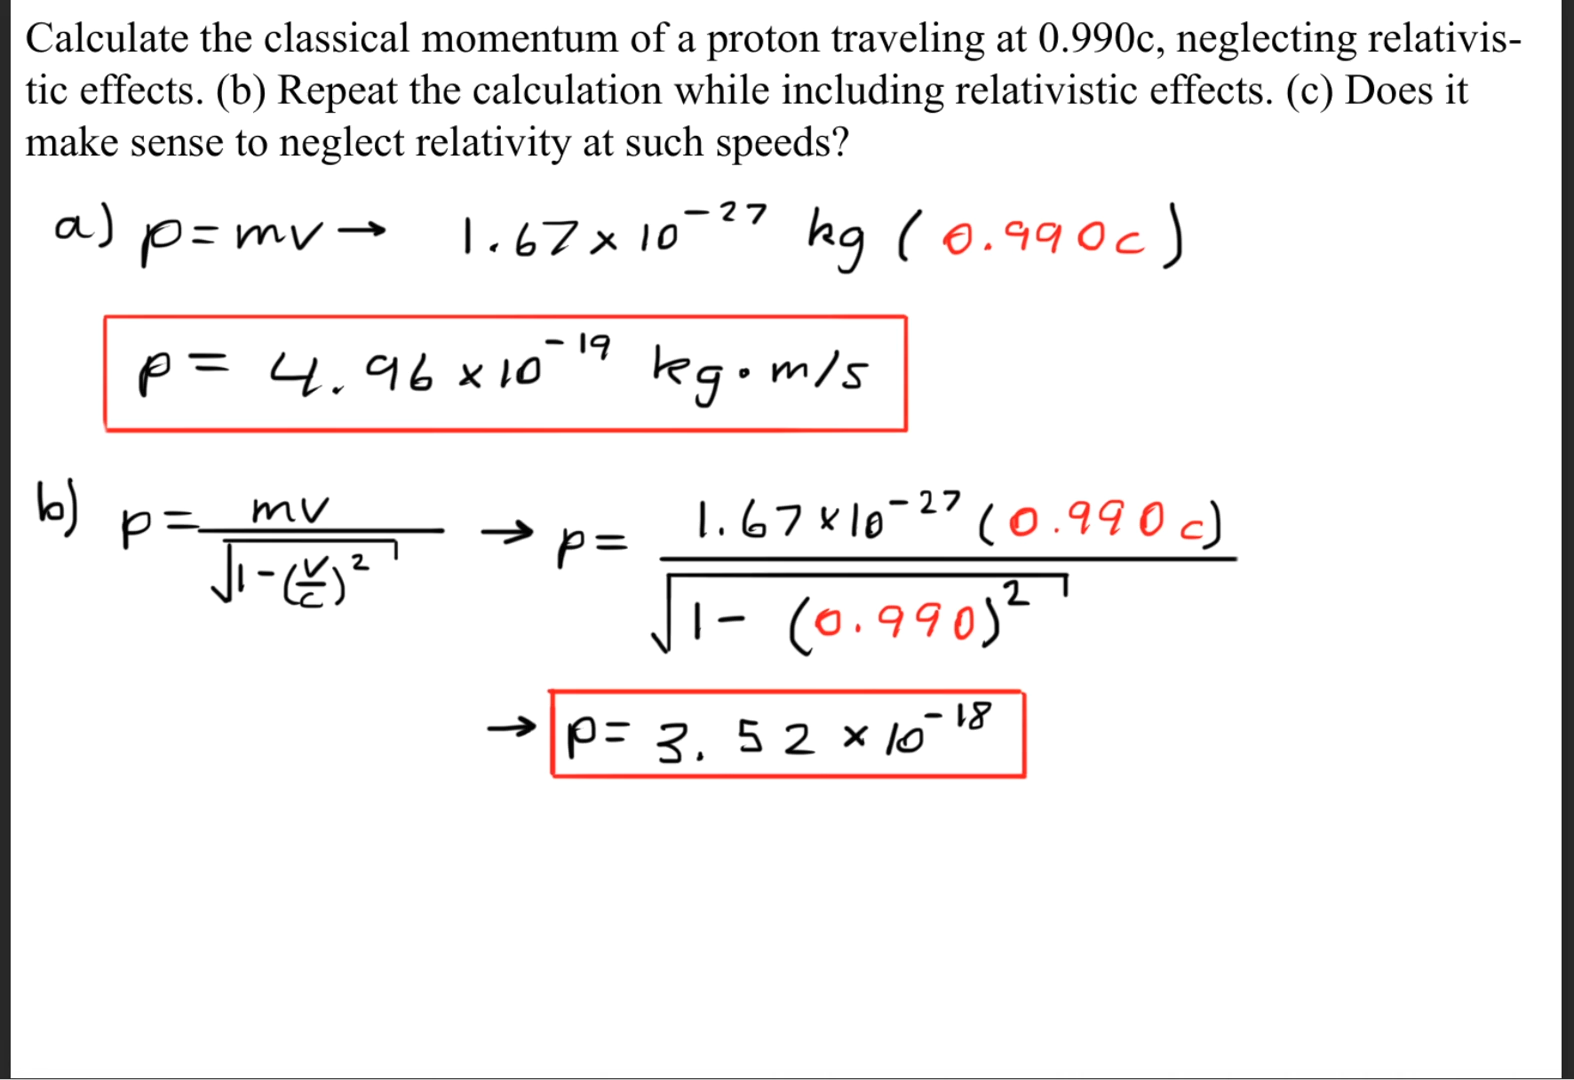 Calculate the classical momentum of a proton traveling at 0.990c, neglecting relativis-
tic effects. (b) Repeat the calculation while including relativistic effects. (c) Does it
make sense to neglect relativity at such speeds?
a) p = mv → 1.67 × 10⁻²⁷ kg (0.990c)
p = 4.96 × 10⁻¹⁹ kg · m/s
b) p = mv / √(1 - (v/c)²) → p = 1.67 × 10⁻²⁷ (0.990c) / √(1 - (0.990)²)
→ p = 3.52 × 10⁻¹⁸